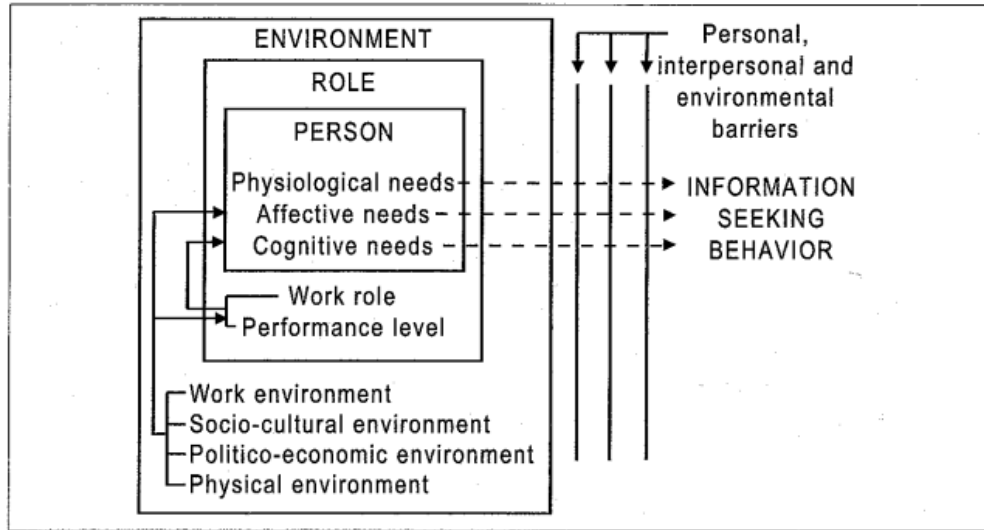 ENVIRONMENT
ROLE
PERSON
Physiological needs
Affective needs
Cognitive needs
Work role
Performance level
Work environment
Socio-cultural environment
Politico-economic environment
Physical environment
Personal,
interpersonal and
environmental
barriers
INFORMATION
SEEKING
BEHAVIOR